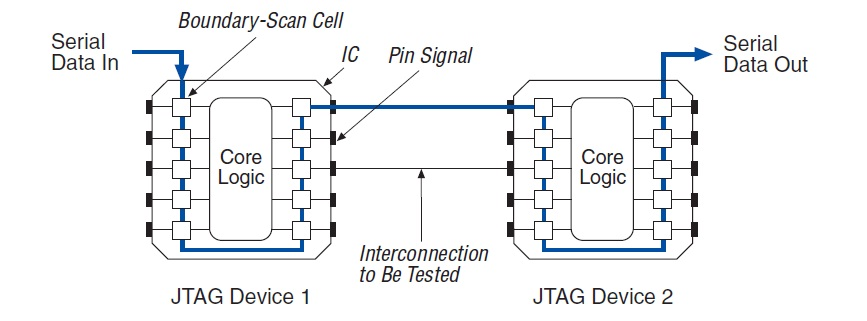 Boundary-Scan Cell
Serial
Data In
IC
Pin Signal
Serial
Data Out
Core
Logic
Core
Logic
Interconnection
to Be Tested
JTAG Device 1
JTAG Device 2